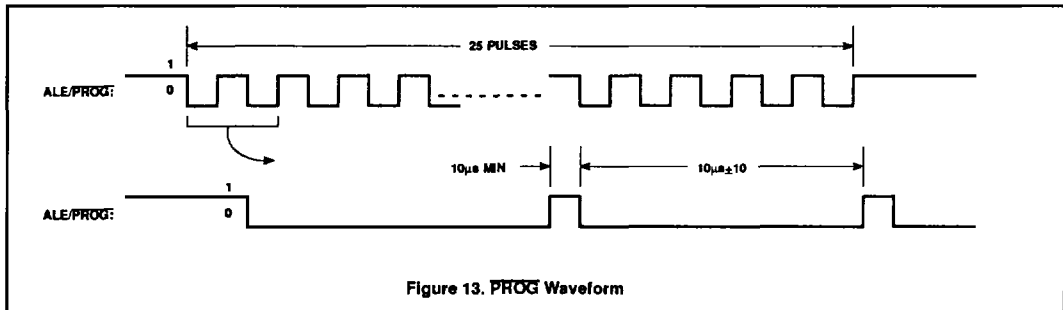 25 PULSES
1
ALE/PROG: 0
10μs MIN
10μs±10
1
ALE/PROG: 0
Figure 13. PROG Waveform